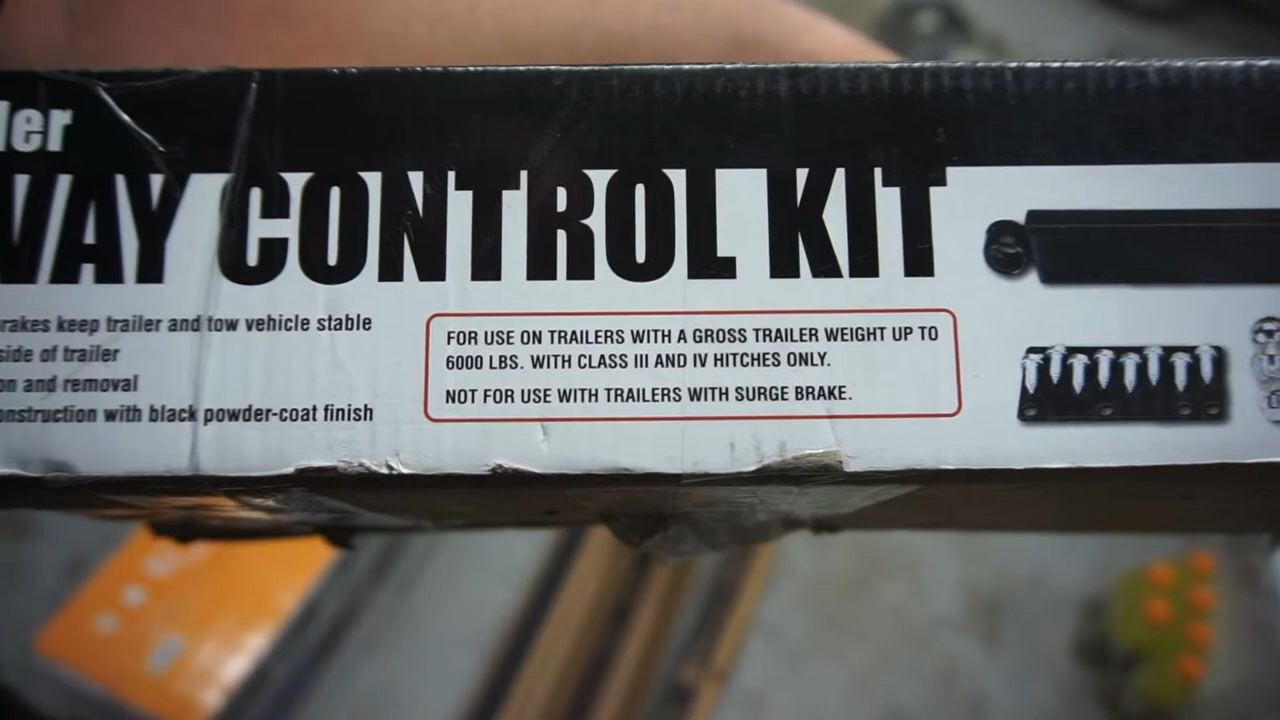 ler
WAY CONTROL KIT
rakes keep trailer and tow vehicle stable
side of trailer
on and removal
onstruction with black powder-coat finish
FOR USE ON TRAILERS WITH A GROSS TRAILER WEIGHT UP TO
6000 LBS. WITH CLASS III AND IV HITCHES ONLY.
NOT FOR USE WITH TRAILERS WITH SURGE BRAKE.